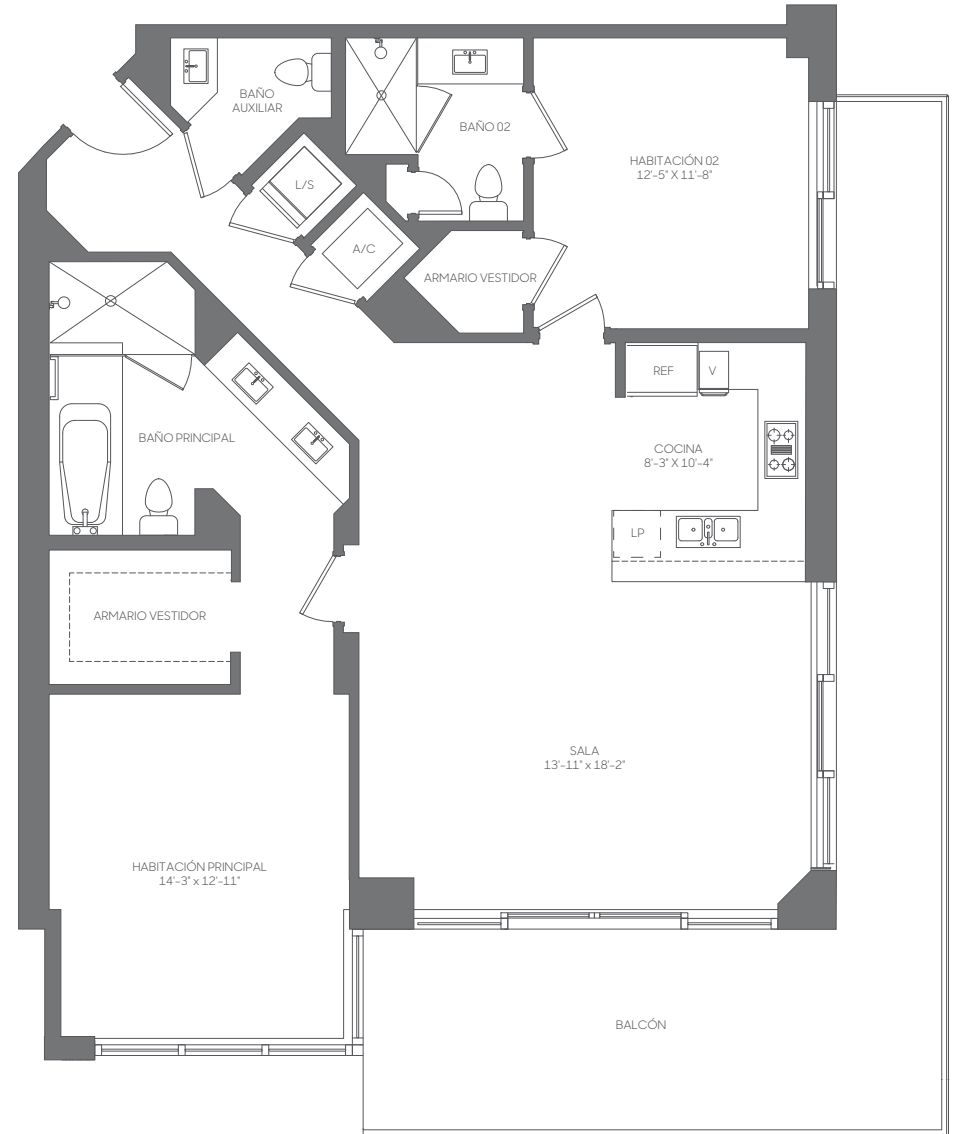 BAÑO
AUXILIAR
BAÑO 02
HABITACIÓN 02
12'-5" X 11'-8"
L/S
A/C
ARMARIO VESTIDOR
REF
V
BAÑO PRINCIPAL
COCINA
8'-3" X 10'-4"
LP
ARMARIO VESTIDOR
SALA
13'-11" x 18'-2"
HABITACIÓN PRINCIPAL
14'-3" x 12'-11"
BALCÓN